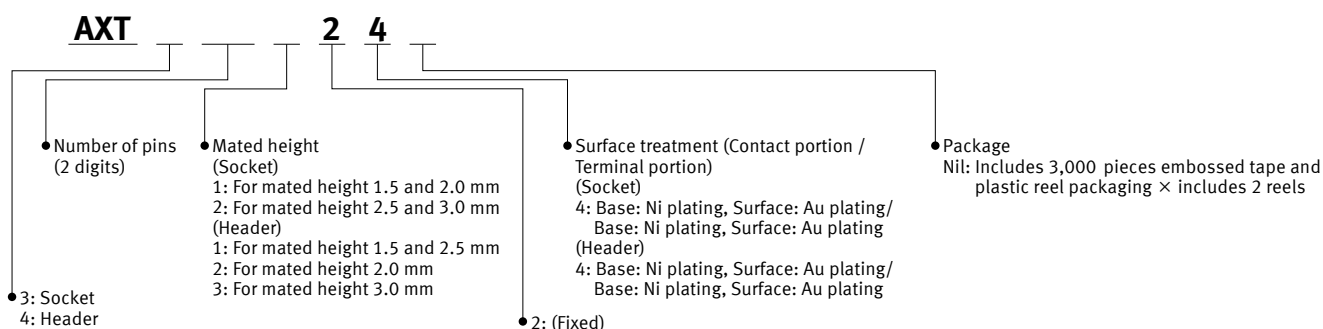 AXT 2 4
Number of pins
(2 digits)
Mated height
(Socket)
1: For mated height 1.5 and 2.0 mm
2: For mated height 2.5 and 3.0 mm
(Header)
1: For mated height 1.5 and 2.5 mm
2: For mated height 2.0 mm
3: For mated height 3.0 mm
Surface treatment (Contact portion /
Terminal portion)
(Socket)
4: Base: Ni plating, Surface: Au plating/
Base: Ni plating, Surface: Au plating
(Header)
4: Base: Ni plating, Surface: Au plating/
Base: Ni plating, Surface: Au plating
Package
Nil: Includes 3,000 pieces embossed tape and
plastic reel packaging × includes 2 reels
3: Socket
4: Header
2: (Fixed)